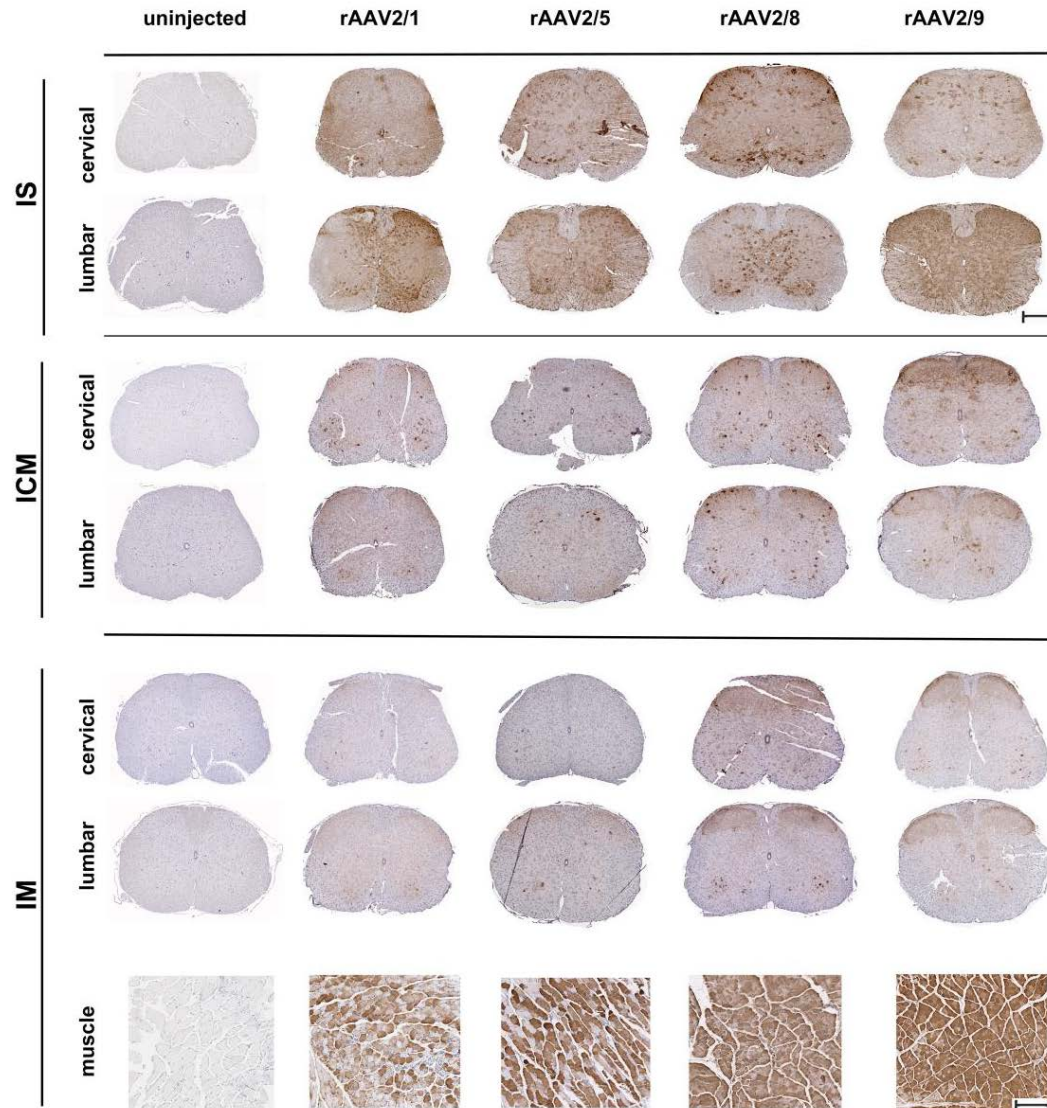 uninjected rAAV2/1 rAAV2/5 rAAV2/8 rAAV2/9
IS
cervical
lumbar
ICM
cervical
lumbar
IM
cervical
lumbar
muscle